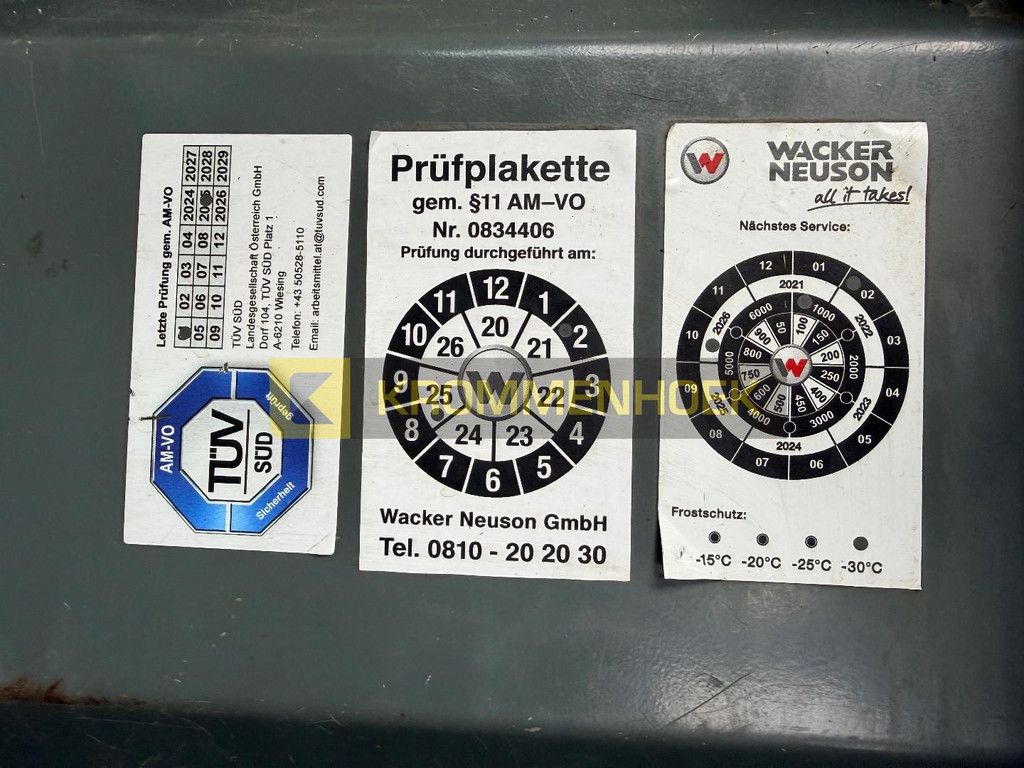 Letzte Prüfung gem. AM-VO
02 03 04 2024 2027
05 06 07 08 2028
09 10 11 12 2026 2029
TÜV SÜD
Landesgesellschaft Österreich GmbH
Dorf 104, TÜV SÜD Platz 1
A-6210 Wiesing
Telefon: +43 50528-5110
Email: arbeitsmittel.at@tuvsud.com
AM-VO
geprüft
TÜV
SÜD
Sicherheit
Prüfplakette
gem. §11 AM–VO
Nr. 0834406
Prüfung durchgeführt am:
12 1 2 3 4 5 6 7 8 9 10 11
20 21 22 23 24 25 26
Wacker Neuson GmbH
Tel. 0810 - 20 20 30
WACKER
NEUSON
all it takes!
Nächstes Service:
12 01 02 03 04 05 06 07 08 09 10 11
2021 2022 2023 2024 2025 2026
1000 2000 3000 4000 5000 6000
50 100 150 200 250 400 450 500 600 750 800 900
W
Frostschutz:
-15°C -20°C -25°C -30°C
KROMMENHOEK